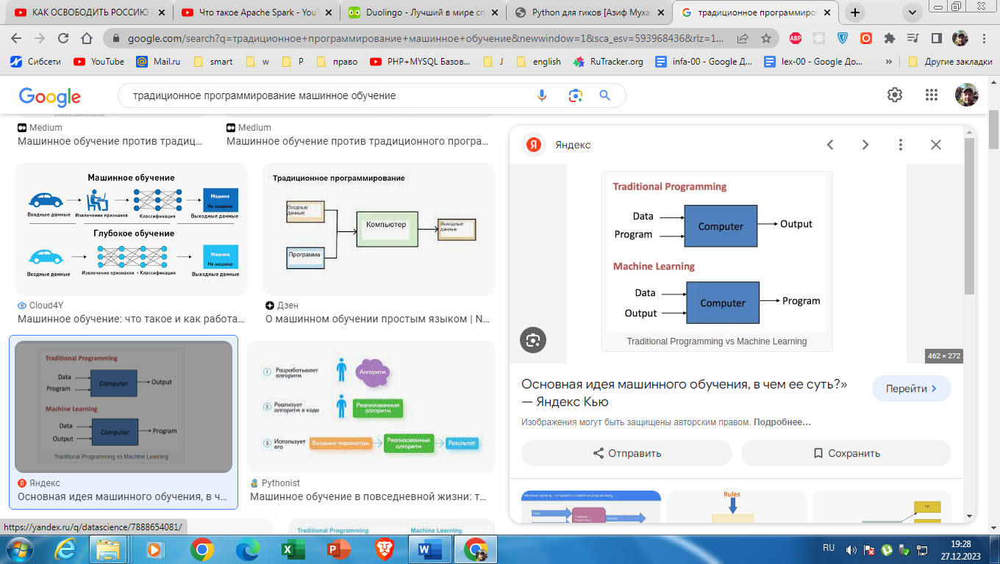 КАК ОСВОБОДИТЬ РОССИЮ
Что такое Apache Spark - YouT
Duolingo - Лучший в мире сп
Python для гиков [Азиф Муха
традиционное программиро
google.com/search?q=традиционное+программирование+машинное+обучение&newwindow=1&sca_esv=593968436&rlz=1...
ABP
Сибсети
YouTube
Mail.ru
smart
w
P
право
PHP+MYSQL Базов...
J
english
RuTracker.org
infa-00 - Google Д...
lex-00 - Google До...
»
Другие закладки
Google
традиционное программирование машинное обучение
Medium
Машинное обучение против традиц...
Medium
Машинное обучение против традиционного програ...
Машинное обучение
Входные данные
Извлечение признаков
Классификация
Машина
Не машина
Выходные данные
Глубокое обучение
Входные данные
Извлечение признаков + Классификация
Машина
Не машина
Выходные данные
Cloud4Y
Машинное обучение: что такое и как работа...
Традиционное программирование
Входные
данные
Программа
Компьютер
Выходные
данные
Дзен
О машинном обучении простым языком | N...
Traditional Programming
Data
Program
Computer
Output
Machine Learning
Data
Output
Computer
Program
Traditional Programming vs Machine Learning
Яндекс
Основная идея машинного обучения, в ч...
1 Разрабатывает
алгоритм
Алгоритм
2 Реализует
алгоритм в коде
Реализованный
алгоритм
3 Использует
его
Входные параметры
Реализованный
алгоритм
Результат
Pythonist
Машинное обучение в повседневной жизни: т...
Traditional Programming
Machine Learning
Я
Яндекс
Traditional Programming
Data
Program
Computer
Output
Machine Learning
Data
Output
Computer
Program
Traditional Programming vs Machine Learning
462 × 272
Основная идея машинного обучения, в чем ее суть?»
— Яндекс Кью
Перейти
Изображения могут быть защищены авторским правом. Подробнее...
Отправить
Сохранить
Rules
https://yandex.ru/q/datascience/7888654081/
RU
19:28
27.12.2023